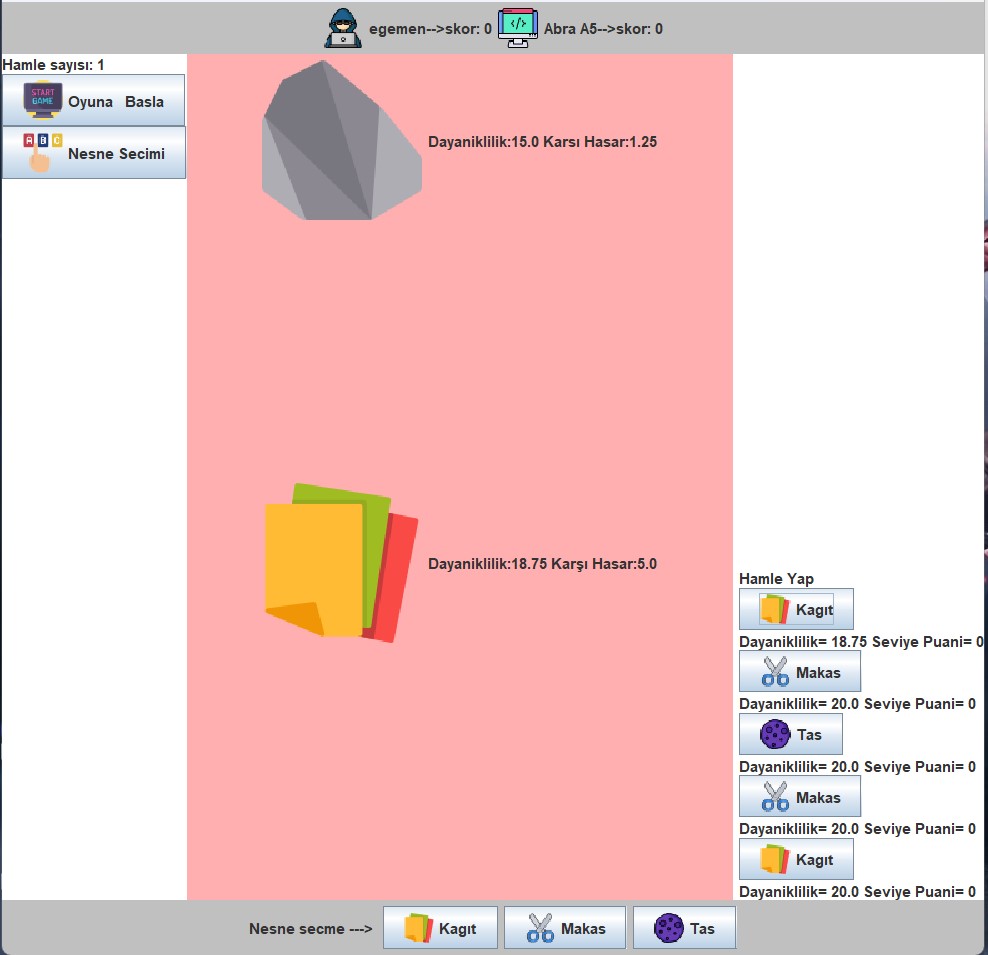 egemen-->skor: 0 Abra A5-->skor: 0
Hamle sayısı: 1
START GAME Oyuna Basla
A B C Nesne Secimi
Dayaniklilik:15.0 Karsı Hasar:1.25
Dayaniklilik:18.75 Karşı Hasar:5.0
Hamle Yap
Kagıt
Dayaniklilik= 18.75 Seviye Puani= 0
Makas
Dayaniklilik= 20.0 Seviye Puani= 0
Tas
Dayaniklilik= 20.0 Seviye Puani= 0
Makas
Dayaniklilik= 20.0 Seviye Puani= 0
Kagıt
Dayaniklilik= 20.0 Seviye Puani= 0
Nesne secme ---> Kagıt Makas Tas